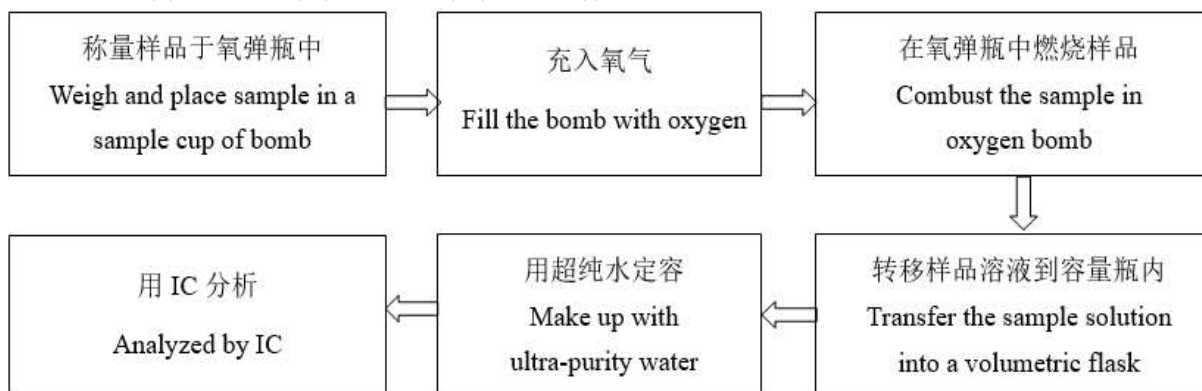 称量样品于氧弹瓶中
Weigh and place sample in a
sample cup of bomb
充入氧气
Fill the bomb with oxygen
在氧弹瓶中燃烧样品
Combust the sample in
oxygen bomb
转移样品溶液到容量瓶内
Transfer the sample solution
into a volumetric flask
用超纯水定容
Make up with
ultra-purity water
用 IC 分析
Analyzed by IC